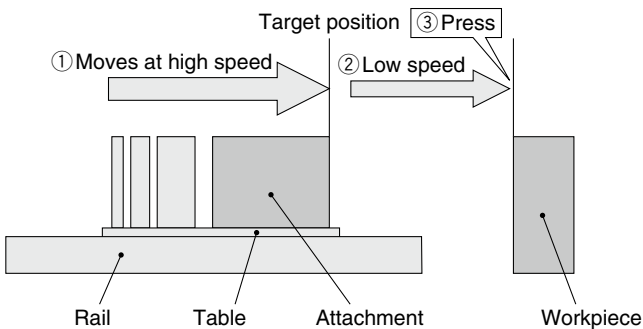 Target position
③Press
①Moves at high speed
②Low speed
Rail
Table
Attachment
Workpiece